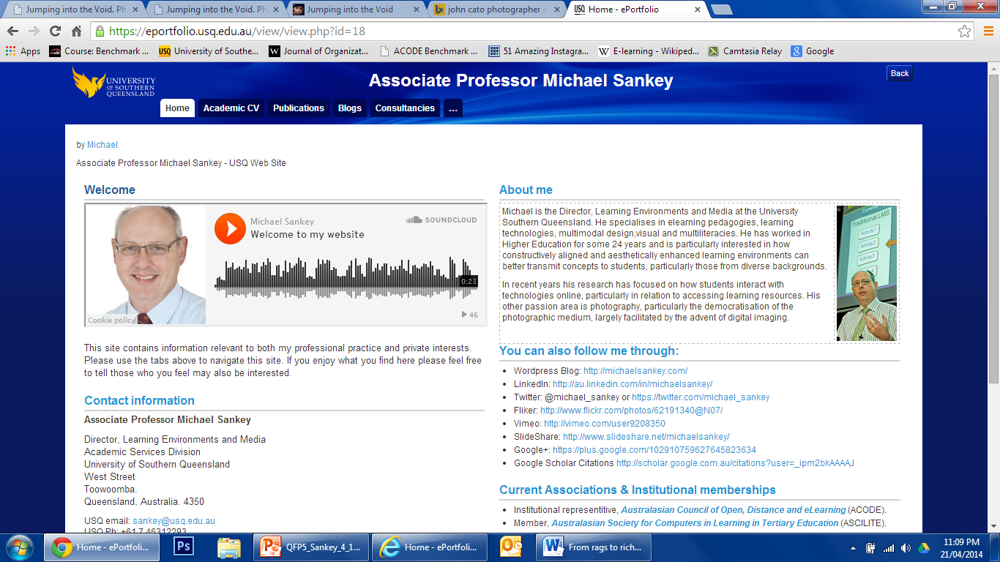 Jumping into the Void. Ph
Jumping into the Void. Ph
Jumping into the Void
john cato photographer -
USQ Home - ePortfolio
https://eportfolio.usq.edu.au/view/view.php?id=18
Apps
Course: Benchmark ...
USQ University of Southe...
W Journal of Organizat...
ACODE Benchmark ...
51 Amazing Instagra...
W E-learning - Wikiped...
Camtasia Relay
8 Google
UNIVERSITY
OF SOUTHERN
QUEENSLAND
Associate Professor Michael Sankey
Back
Home
Academic CV
Publications
Blogs
Consultancies
...
by Michael
Associate Professor Michael Sankey - USQ Web Site
Welcome
Michael Sankey
SOUNDCLOUD
Welcome to my website
0:23
Cookie policy
46
This site contains information relevant to both my professional practice and private interests.
Please use the tabs above to navigate this site. If you enjoy what you find here please feel free
to tell those who you feel may also be interested.
Contact information
Associate Professor Michael Sankey
Director, Learning Environments and Media
Academic Services Division
University of Southern Queensland
West Street
Toowoomba.
Queensland, Australia. 4350
USQ email: sankey@usq.edu.au
USQ Ph: +61 7 46312293
About me
Michael is the Director, Learning Environments and Media at the University
Southern Queensland. He specialises in elearning pedagogies, learning
technologies, multimodal design,visual and multiliteracies. He has worked in
Higher Education for some 24 years and is particularly interested in how
constructively aligned and aesthetically enhanced learning environments can
better transmit concepts to students, particularly those from diverse backgrounds.
In recent years his research has focused on how students interact with
technologies online, particularly in relation to accessing learning resources. His
other passion area is photography, particularly the democratisation of the
photographic medium, largely facilitated by the advent of digital imaging.
Traditional LMS
Activity1
Activity2
Activity3
You can also follow me through:
Wordpress Blog: http://michaelsankey.com/
LinkedIn: http://au.linkedin.com/in/michaelsankey/
Twitter: @michael_sankey or https://twitter.com/michael_sankey
Fliker: http://www.flickr.com/photos/62191340@N07/
Vimeo: http://vimeo.com/user9208350
SlideShare: http://www.slideshare.net/michaelsankey/
Google+: https://plus.google.com/102910759627645823634
Google Scholar Citations http://scholar.google.com.au/citations?user=_ipm2bkAAAAJ
Current Associations & Institutional memberships
Institutional representitive, Australasian Council of Open, Distance and eLearning (ACODE).
Member, Australasian Society for Computers in Learning in Tertiary Education (ASCILITE).
Home - ePortfoli...
Ps
QFP5_Sankey_4_1...
Home - ePortfoli...
From rags to rich...
11:09 PM
21/04/2014